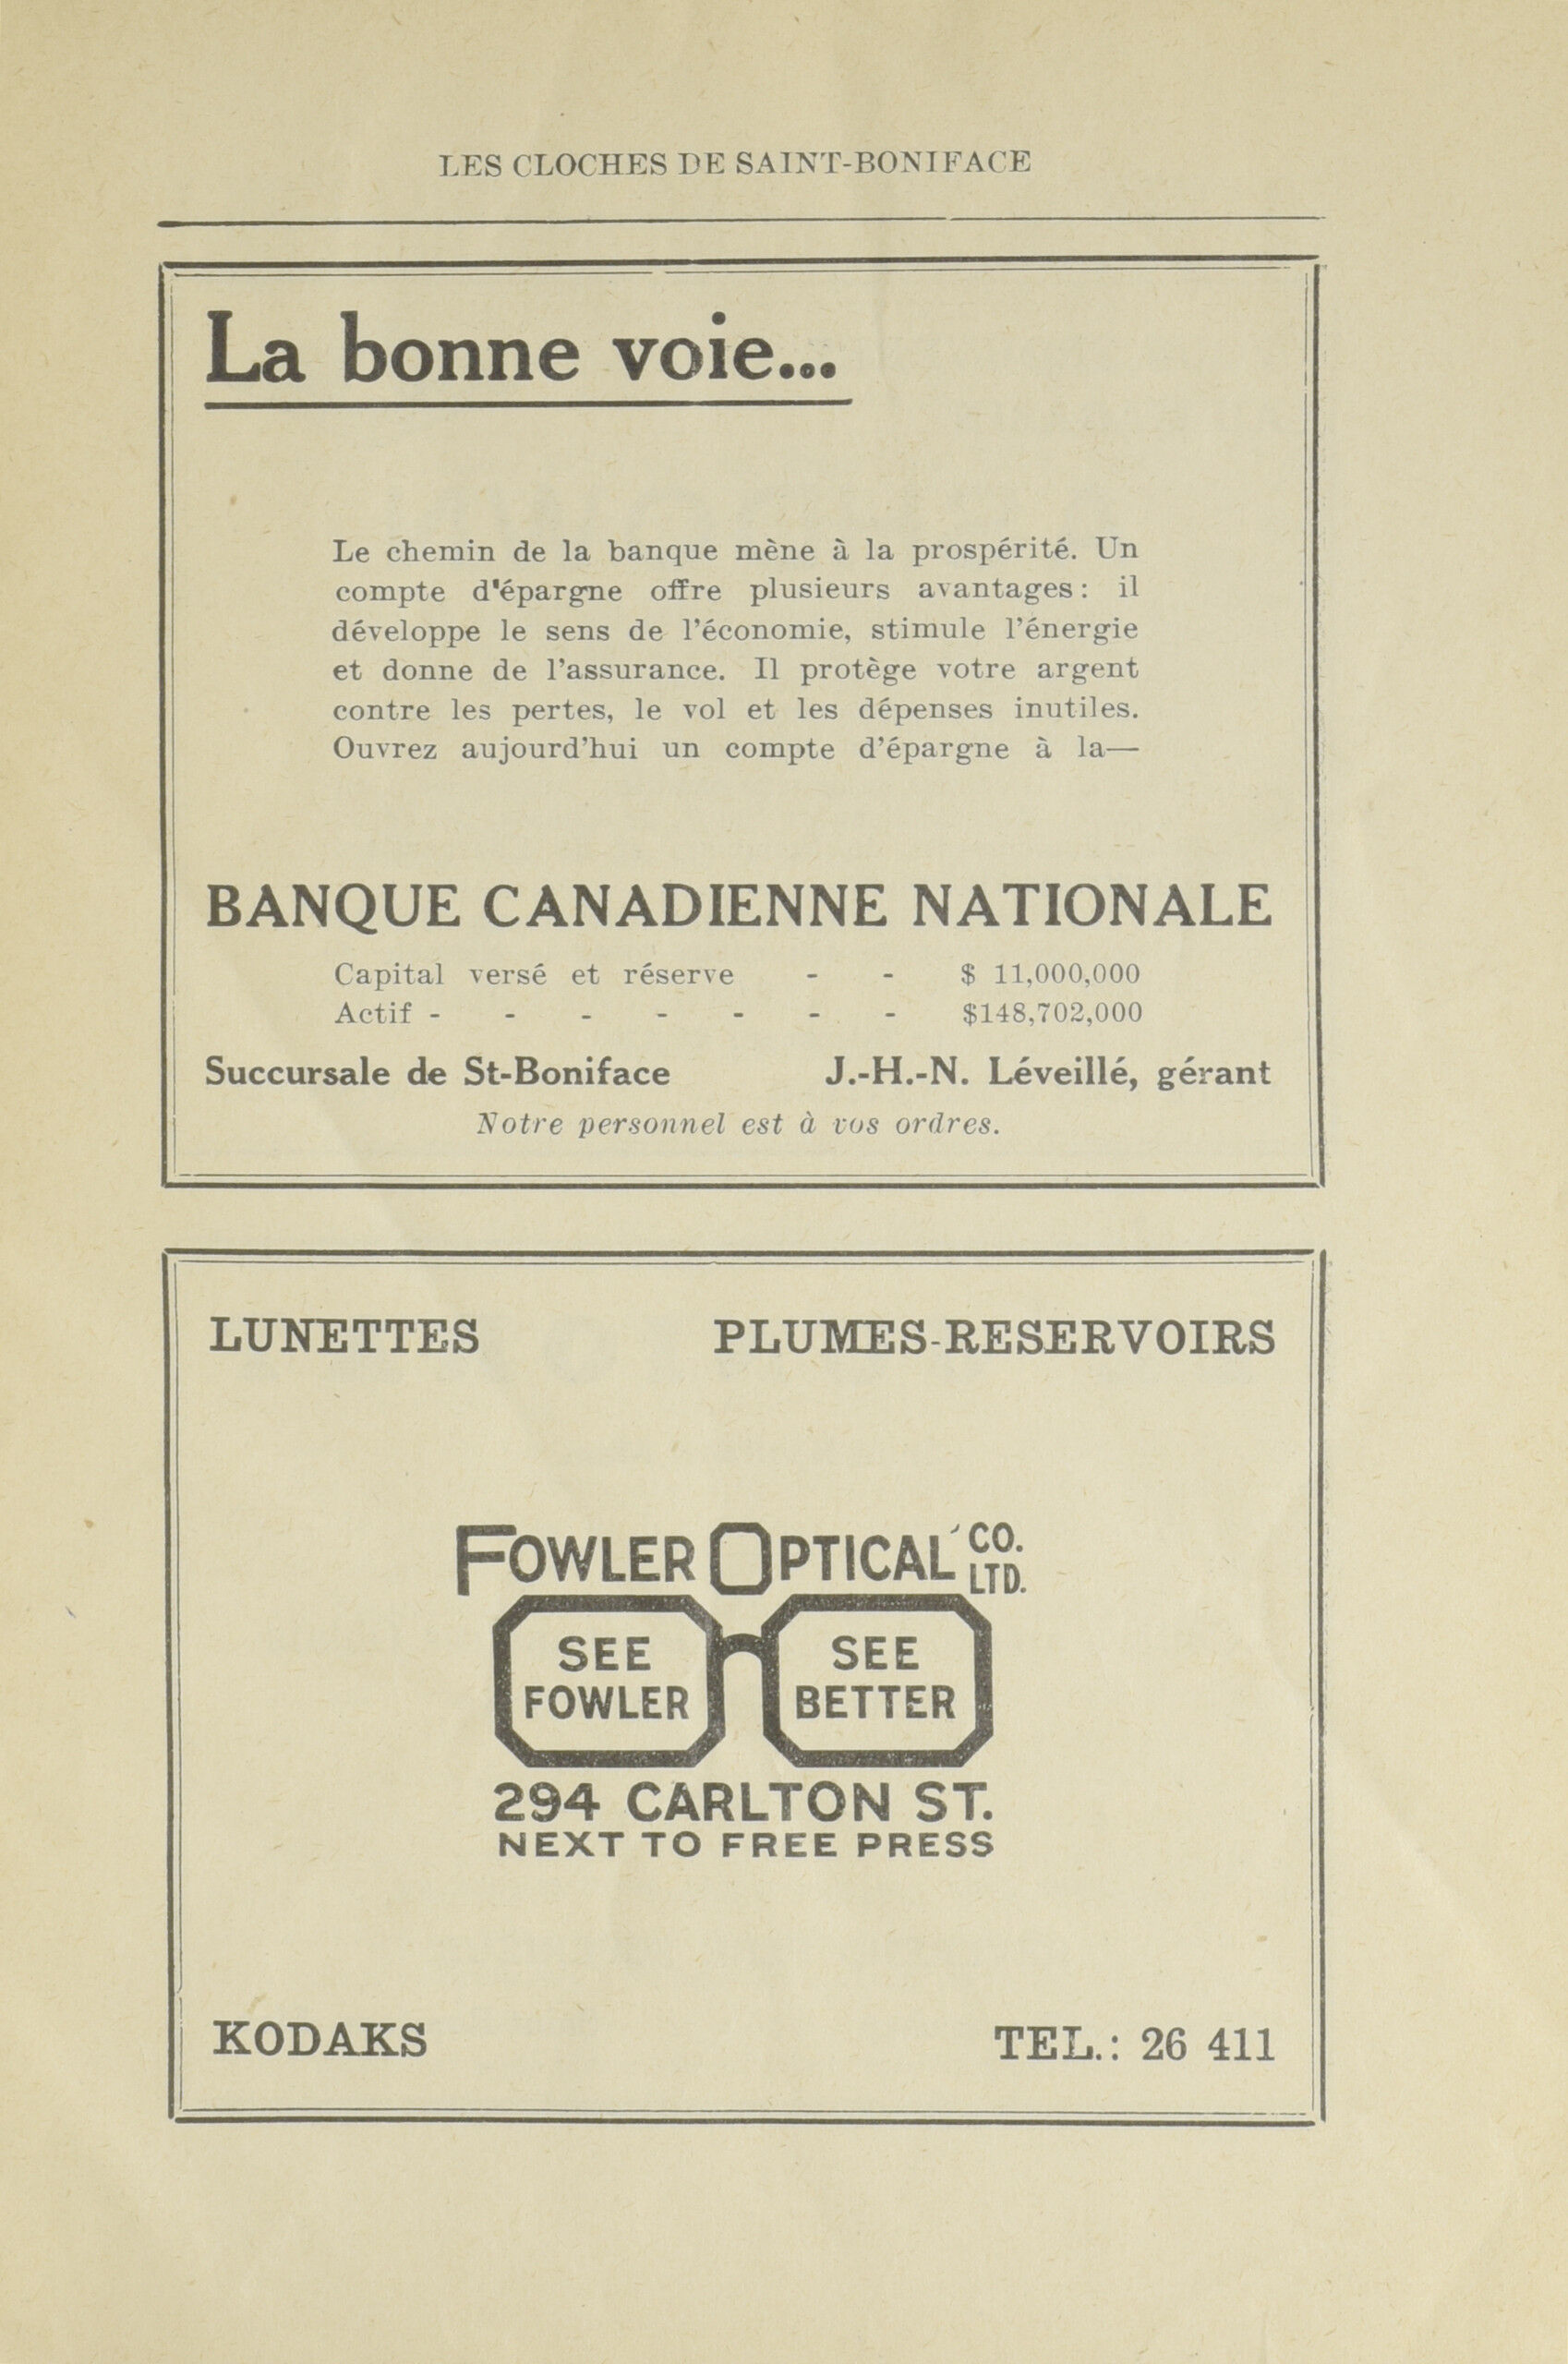 LES CLOCHES DE SAINT-BONIFACE
La bonne voie...
Le chemin de la banque mène à la prospérité. Un
compte d'épargne offre plusieurs avantages: il
développe le sens de l'économie, stimule l'énergie
et donne de l'assurance. Il protège votre argent
contre les pertes, le vol et les dépenses inutiles.
Ouvrez aujourd'hui un compte d'épargne à la—
BANQUE CANADIENNE NATIONALE
Capital versé et réserve - - $ 11,000,000
Actif - - - - - - - $148,702,000
Succursale de St-Boniface J.-H.-N. Léveillé, gérant
Notre personnel est à vos ordres.
LUNETTES PLUMES-RESERVOIRS
FOWLER OPTICAL CO. LTD.
SEE FOWLER
SEE BETTER
294 CARLTON ST.
NEXT TO FREE PRESS
KODAKS TEL.: 26 411